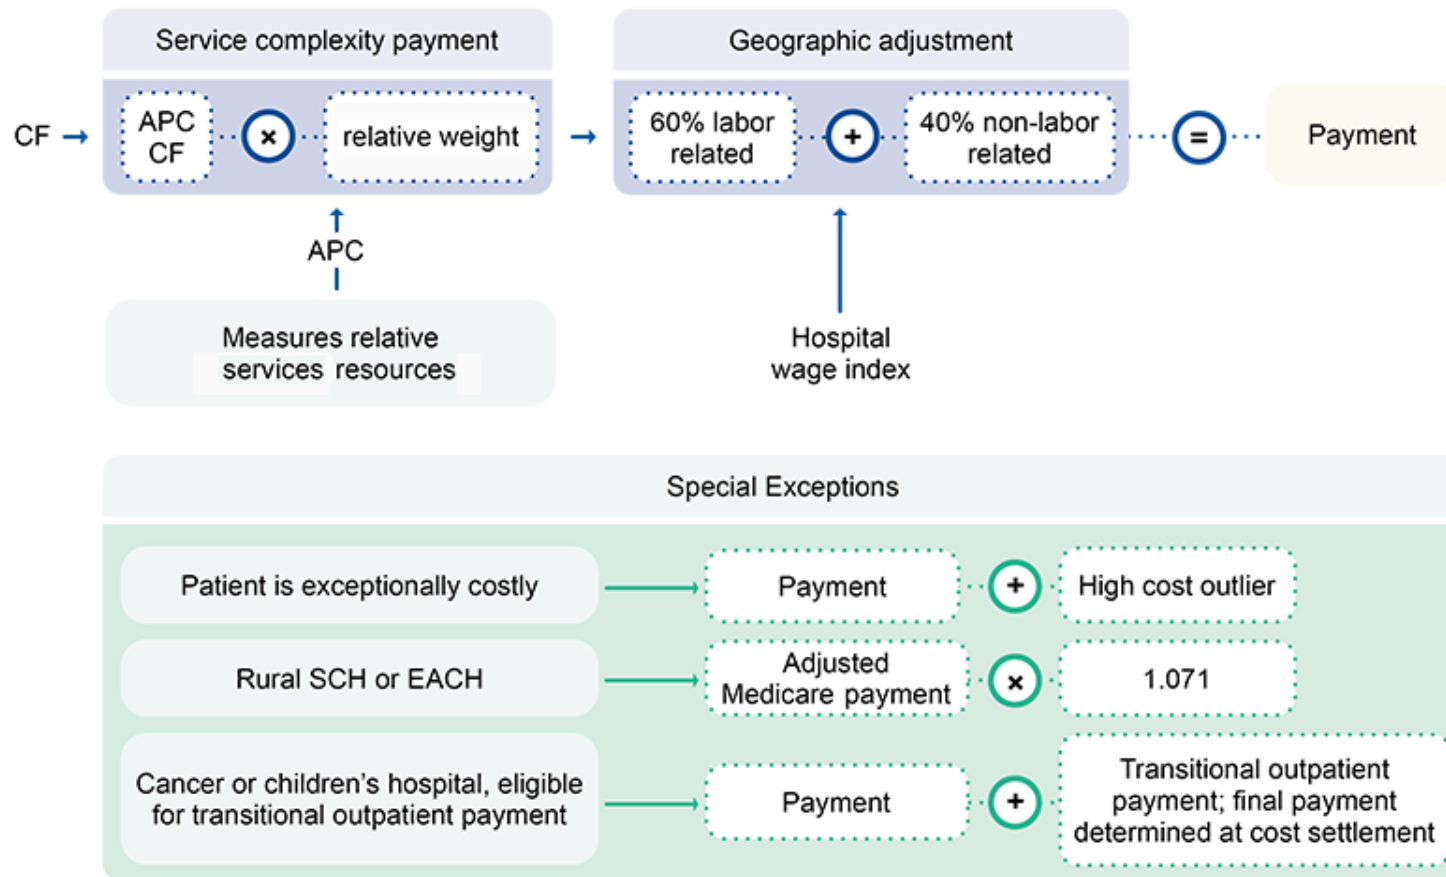 Service complexity payment
Geographic adjustment
CF
APC
CF
×
relative weight
60% labor
related
+
40% non-labor
related
=
Payment
APC
Measures relative
services resources
Hospital
wage index
Special Exceptions
Patient is exceptionally costly
Payment
+
High cost outlier
Rural SCH or EACH
Adjusted
Medicare payment
×
1.071
Cancer or children's hospital, eligible
for transitional outpatient payment
Payment
+
Transitional outpatient
payment; final payment
determined at cost settlement